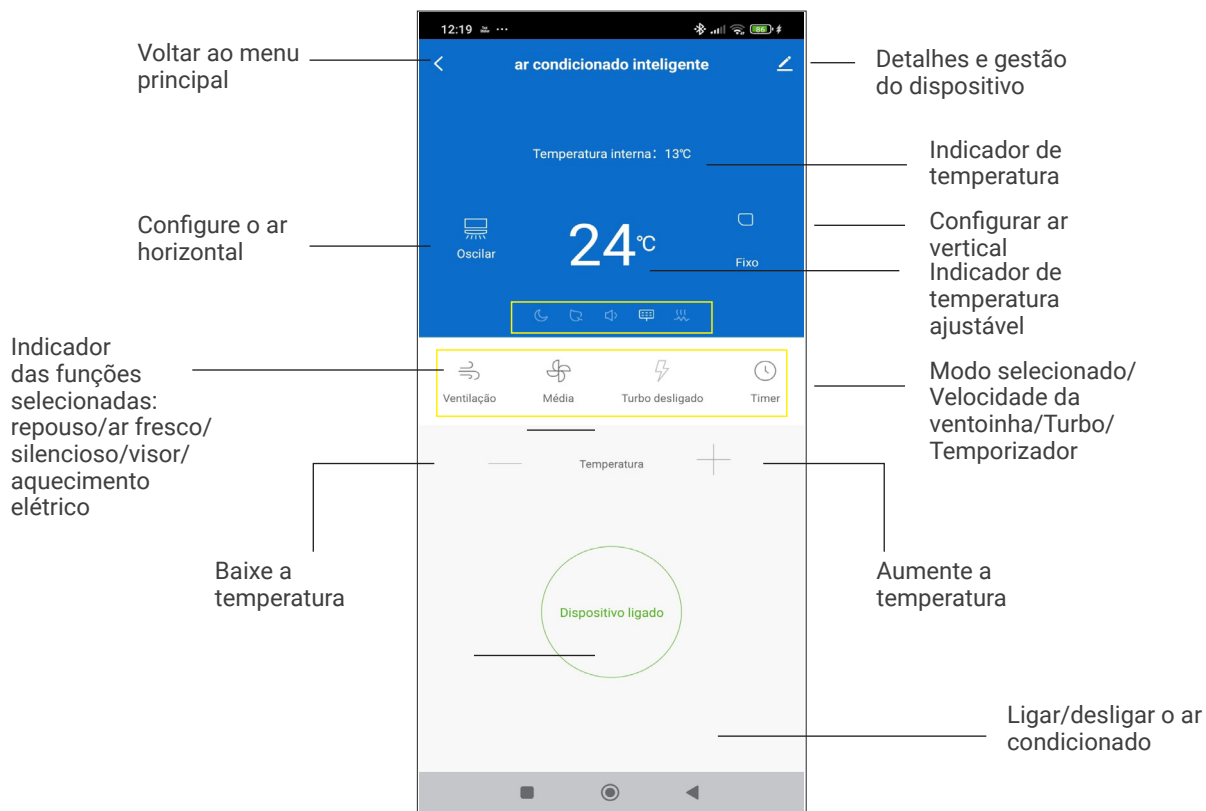 12:19 ...
86
Voltar ao menu
principal
ar condicionado inteligente
Detalhes e gestão
do dispositivo
Temperatura interna: 13℃
Indicador de
temperatura
Configure o ar
horizontal
Oscilar
24℃
Fixo
Configurar ar
vertical
Indicador de
temperatura
ajustável
Indicador
das funções
selecionadas:
repouso/ar fresco/
silencioso/visor/
aquecimento
elétrico
Ventilação
Média
Turbo desligado
Timer
Modo selecionado/
Velocidade da
ventoinha/Turbo/
Temporizador
Temperatura
Baixe a
temperatura
Aumente a
temperatura
Dispositivo ligado
Ligar/desligar o ar
condicionado